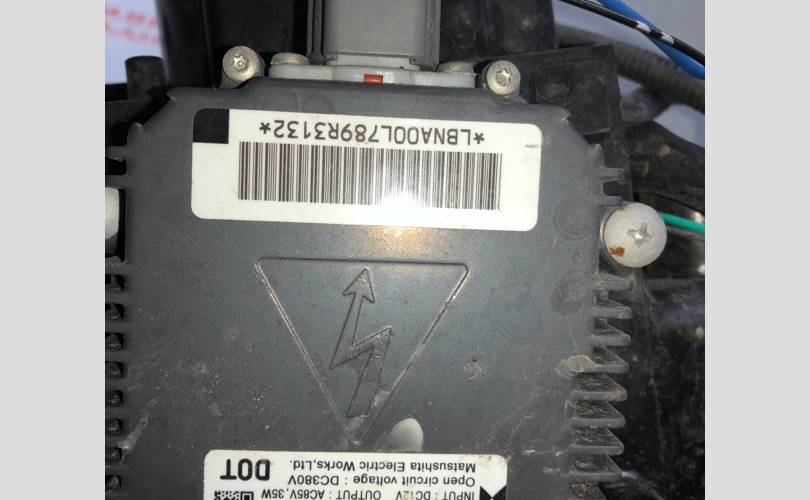 INPUT : DC12V OUTPUT : AC85V,35W
Open circuit voltage : DC380V
Matsushita Electric Works,Ltd.
DOT
*LBNA00L789R3132*